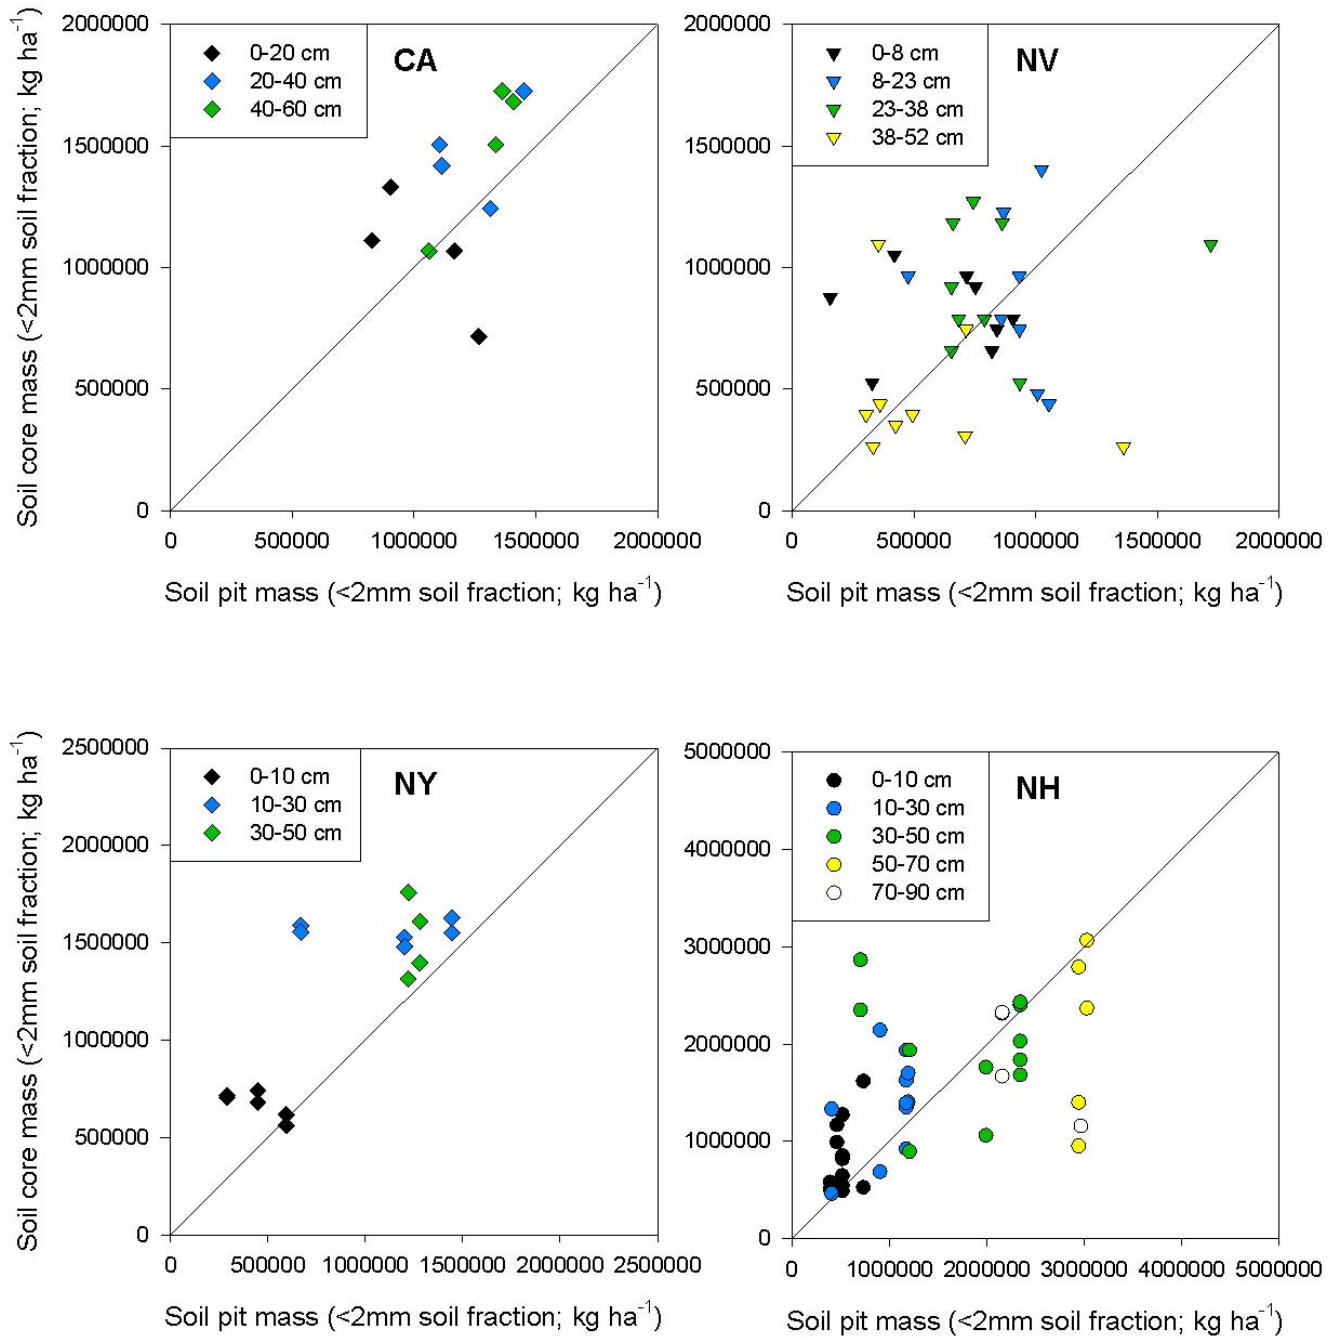 Soil core mass (<2mm soil fraction; kg ha⁻¹)
2000000
1500000
1000000
500000
0
0-20 cm
20-40 cm
40-60 cm
CA
0 500000 1000000 1500000 2000000
Soil pit mass (<2mm soil fraction; kg ha⁻¹)
2000000
1500000
1000000
500000
0
0-8 cm
8-23 cm
23-38 cm
38-52 cm
NV
0 500000 1000000 1500000 2000000
Soil pit mass (<2mm soil fraction; kg ha⁻¹)
Soil core mass (<2mm soil fraction; kg ha⁻¹)
2500000
2000000
1500000
1000000
500000
0
0-10 cm
10-30 cm
30-50 cm
NY
0 500000 1000000 1500000 2000000 2500000
Soil pit mass (<2mm soil fraction; kg ha⁻¹)
5000000
4000000
3000000
2000000
1000000
0
0-10 cm
10-30 cm
30-50 cm
50-70 cm
70-90 cm
NH
0 1000000 2000000 3000000 4000000 5000000
Soil pit mass (<2mm soil fraction; kg ha⁻¹)